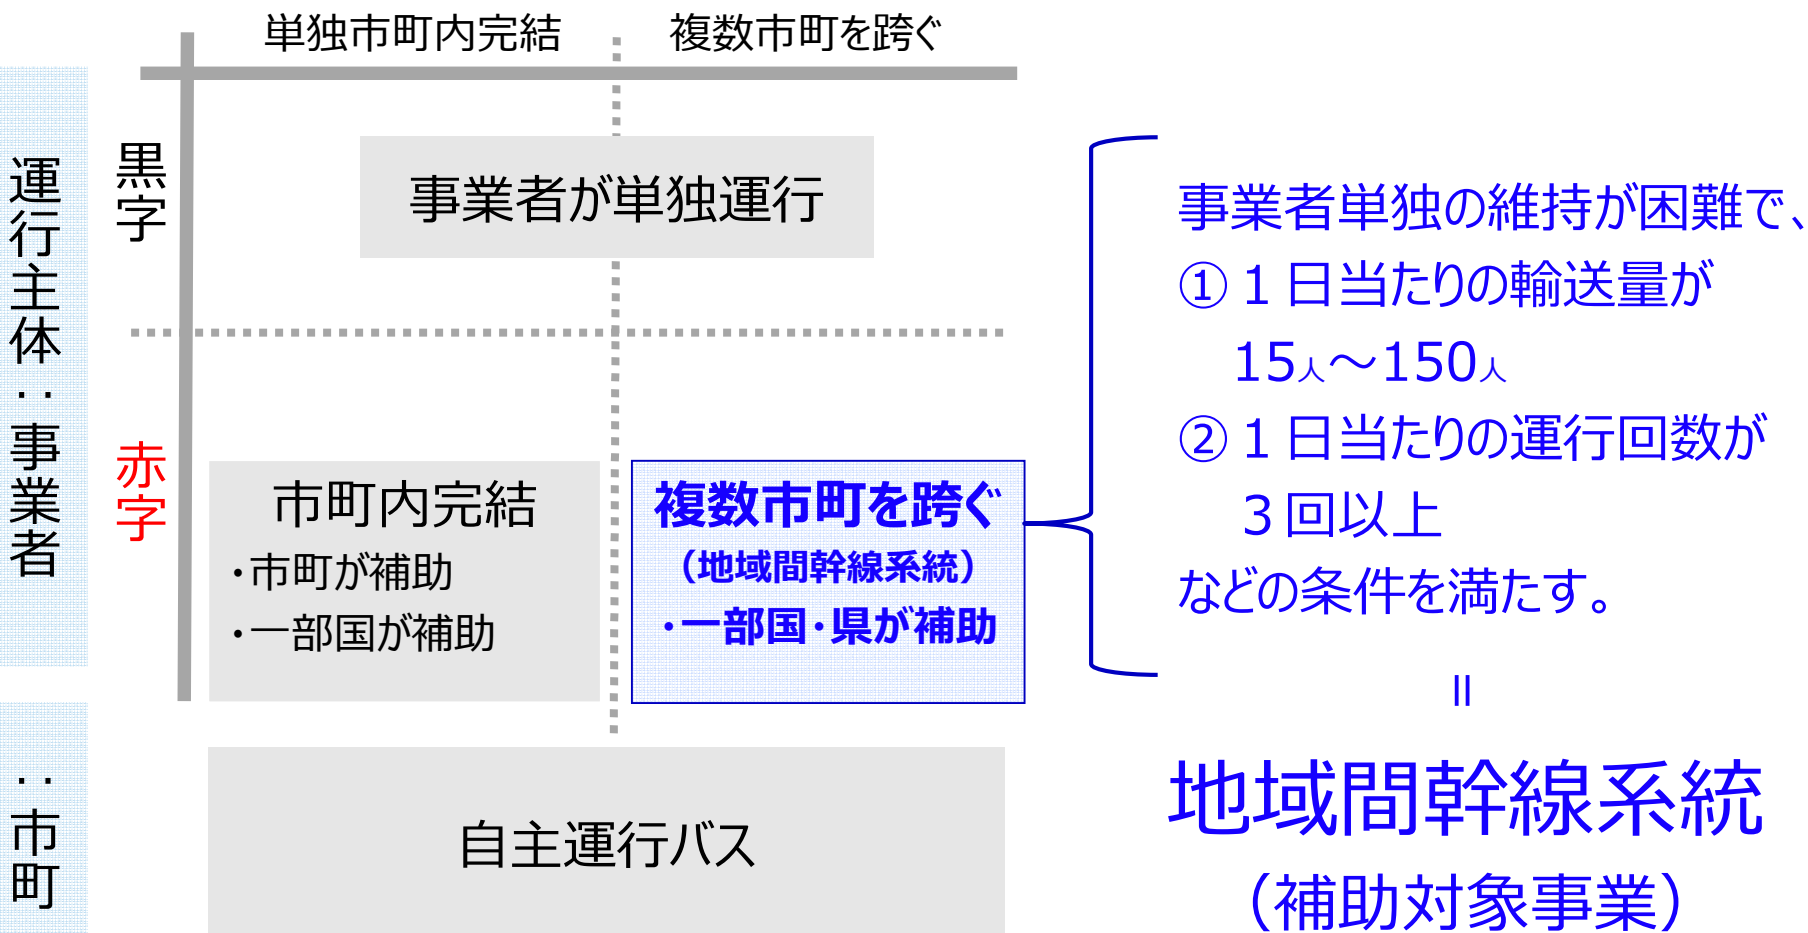 単独市町内完結
複数市町を跨ぐ
運行主体：事業者
黒字
事業者が単独運行
赤字
市町内完結
・市町が補助
・一部国が補助
複数市町を跨ぐ
（地域間幹線系統）
・一部国・県が補助
：市町
自主運行バス
事業者単独の維持が困難で、
①１日当たりの輸送量が
15人～150人
②１日当たりの運行回数が
３回以上
などの条件を満たす。
＝
地域間幹線系統
（補助対象事業）